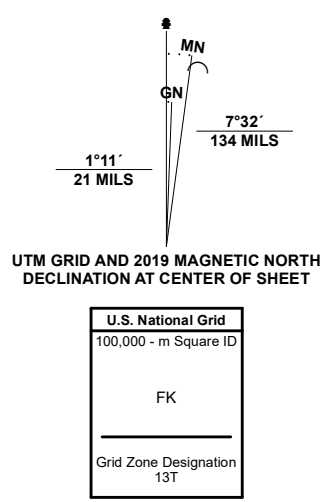 MN
GN
7°32´
134 MILS
1°11´
21 MILS
UTM GRID AND 2019 MAGNETIC NORTH
DECLINATION AT CENTER OF SHEET
U.S. National Grid
100,000 - m Square ID
FK
Grid Zone Designation
13T